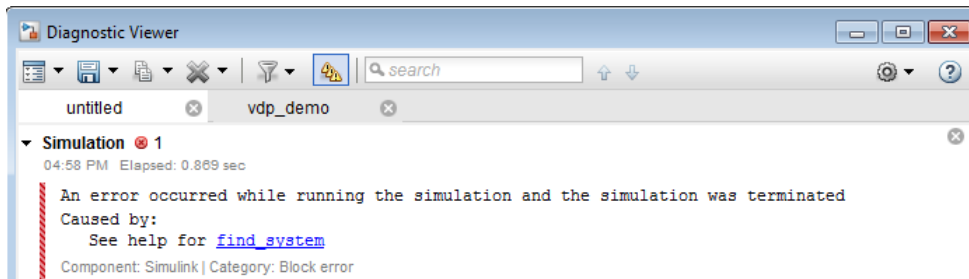 Diagnostic Viewer
search
untitled vdp_demo
Simulation 1
04:58 PM Elapsed: 0.869 sec
An error occurred while running the simulation and the simulation was terminated
Caused by:
See help for find_system
Component: Simulink | Category: Block error